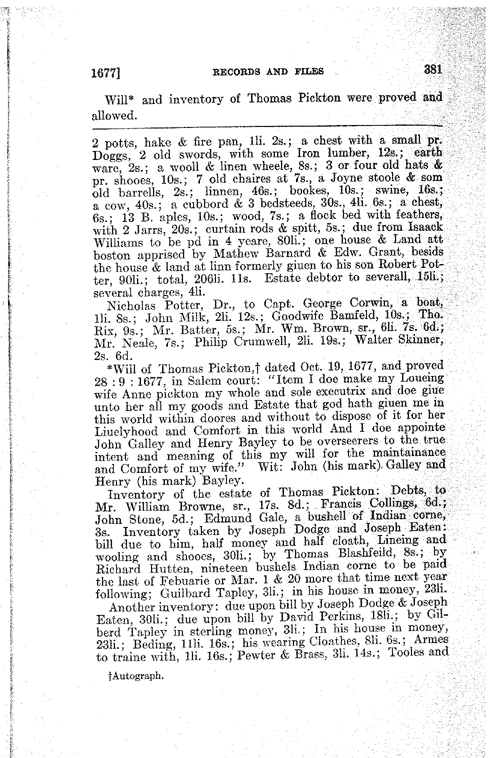 1677] RECORDS AND FILES 381
Will* and inventory of Thomas Pickton were proved and
allowed.
2 potts, hake & fire pan, 1li. 2s.; a chest with a small pr.
Doggs, 2 old swords, with some Iron lumber, 12s.; earth
ware, 2s.; a wooll & linen wheele, 8s.; 3 or four old hats &
pr. shooes, 10s.; 7 old chaires at 7s., a Joyne stoole & som
old barrells, 2s.; linnen, 46s.; bookes, 10s.; swine, 16s.;
a cow, 40s.; a cubbord & 3 bedsteeds, 30s., 4li. 6s.; a chest,
6s.; 13 B. aples, 10s.; wood, 7s.; a flock bed with feathers,
with 2 Jarrs, 20s.; curtain rods & spitt, 5s.; due from Isaack
Williams to be pd in 4 yeare, 80li.; one house & Land att
boston apprised by Mathew Barnard & Edw. Grant, besids
the house & land at linn formerly giuen to his son Robert Pot-
ter, 90li.; total, 206li. 11s. Estate debtor to severall, 15li.;
several charges, 4li.
Nicholas Potter, Dr., to Capt. George Corwin, a boat,
1li. 8s.; John Milk, 2li. 12s.; Goodwife Bamfeld, 10s.; Tho.
Rix, 9s.; Mr. Batter, 5s.; Mr. Wm. Brown, sr., 6li. 7s. 6d.;
Mr. Neale, 7s.; Philip Crumwell, 2li. 19s.; Walter Skinner,
2s. 6d.
*Will of Thomas Pickton,† dated Oct. 19, 1677, and proved
28 : 9 : 1677, in Salem court: "Item I doe make my Loueing
wife Anne pickton my whole and sole executrix and doe giue
unto her all my goods and Estate that god hath giuen me in
this world within doores and without to dispose of it for her
Liuelyhood and Comfort in this world And I doe appointe
John Galley and Henry Bayley to be overseerers to the true
intent and meaning of this my will for the maintainance
and Comfort of my wife." Wit: John (his mark) Galley and
Henry (his mark) Bayley.
Inventory of the estate of Thomas Pickton: Debts, to
Mr. William Browne, sr., 17s. 8d.; Francis Collings, 6d.;
John Stone, 5d.; Edmund Gale, a bushell of Indian corne,
3s. Inventory taken by Joseph Dodge and Joseph Eaten:
bill due to him, half money and half cloath, Lineing and
wooling and shooes, 30li.; by Thomas Blashfeild, 8s.; by
Richard Hutten, nineteen bushels Indian corne to be paid
the last of Febuarie or Mar. 1 & 20 more that time next year
following; Guilbard Tapley, 3li.; in his house in money, 23li.
Another inventory: due upon bill by Joseph Dodge & Joseph
Eaten, 30li.; due upon bill by David Perkins, 18li.; by Gil-
berd Tapley in sterling money, 3li.; In his house in money,
23li.; Beding, 11li. 16s.; his wearing Cloathes, 8li. 6s.; Armes
to traine with, 1li. 16s.; Pewter & Brass, 3li. 14s.; Tooles and
†Autograph.